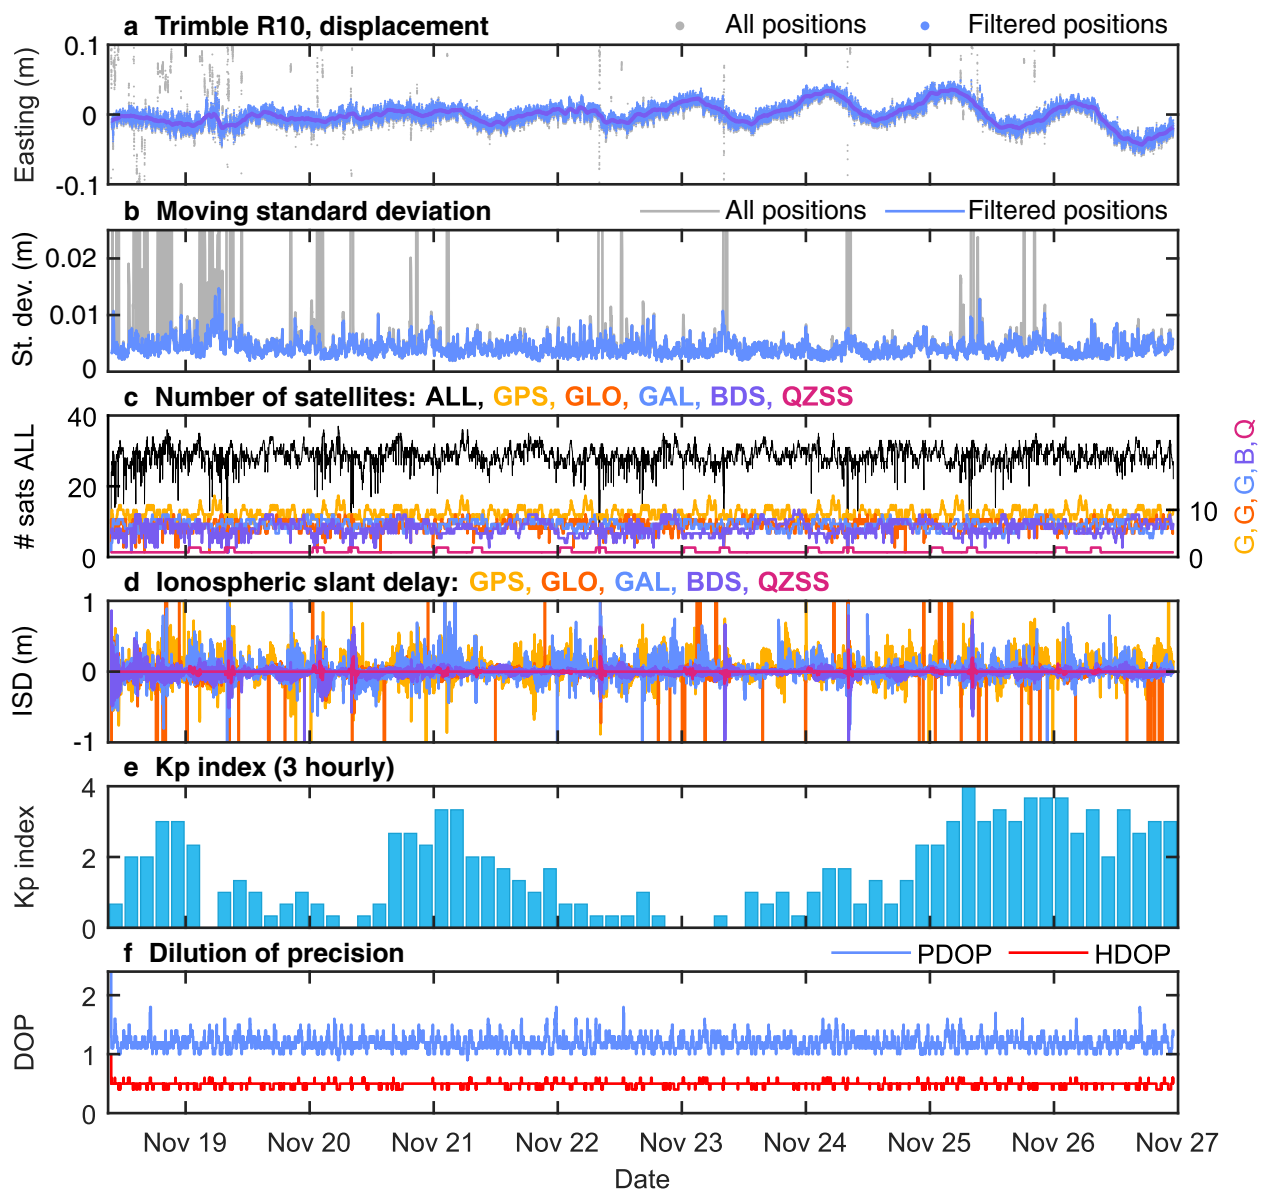 a Trimble R10, displacement
All positions
Filtered positions
0.1
0
-0.1
Easting (m)
b Moving standard deviation
All positions
Filtered positions
0.02
0.01
0
St. dev. (m)
c Number of satellites: ALL, GPS, GLO, GAL, BDS, QZSS
40
20
0
# sats ALL
10
0
G, G, G, B, Q
d Ionospheric slant delay: GPS, GLO, GAL, BDS, QZSS
1
0
-1
ISD (m)
e Kp index (3 hourly)
4
2
0
Kp index
f Dilution of precision
PDOP
HDOP
2
1
0
DOP
Nov 19 Nov 20 Nov 21 Nov 22 Nov 23 Nov 24 Nov 25 Nov 26 Nov 27
Date